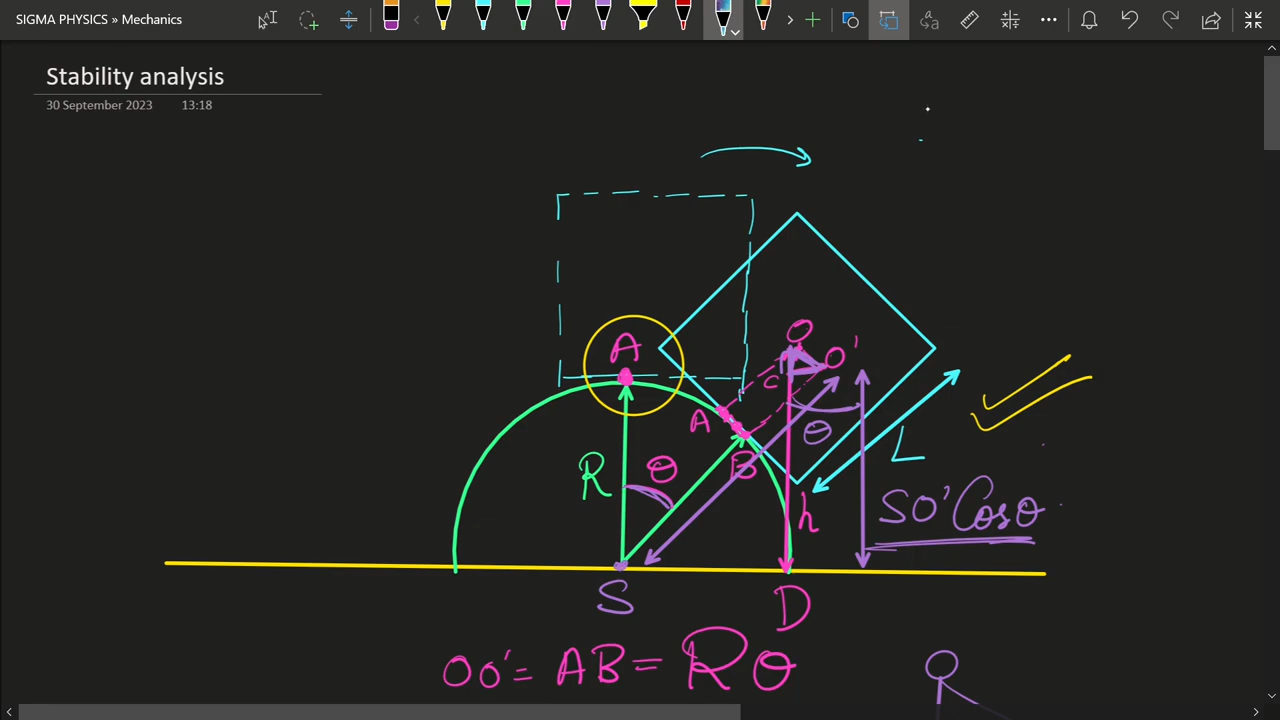 SIGMA PHYSICS » Mechanics
Stability analysis
30 September 2023 13:18
A
O
O'
C
A
θ
B
L
R
θ
h
SO'Cosθ
S
D
OO'= AB= Rθ